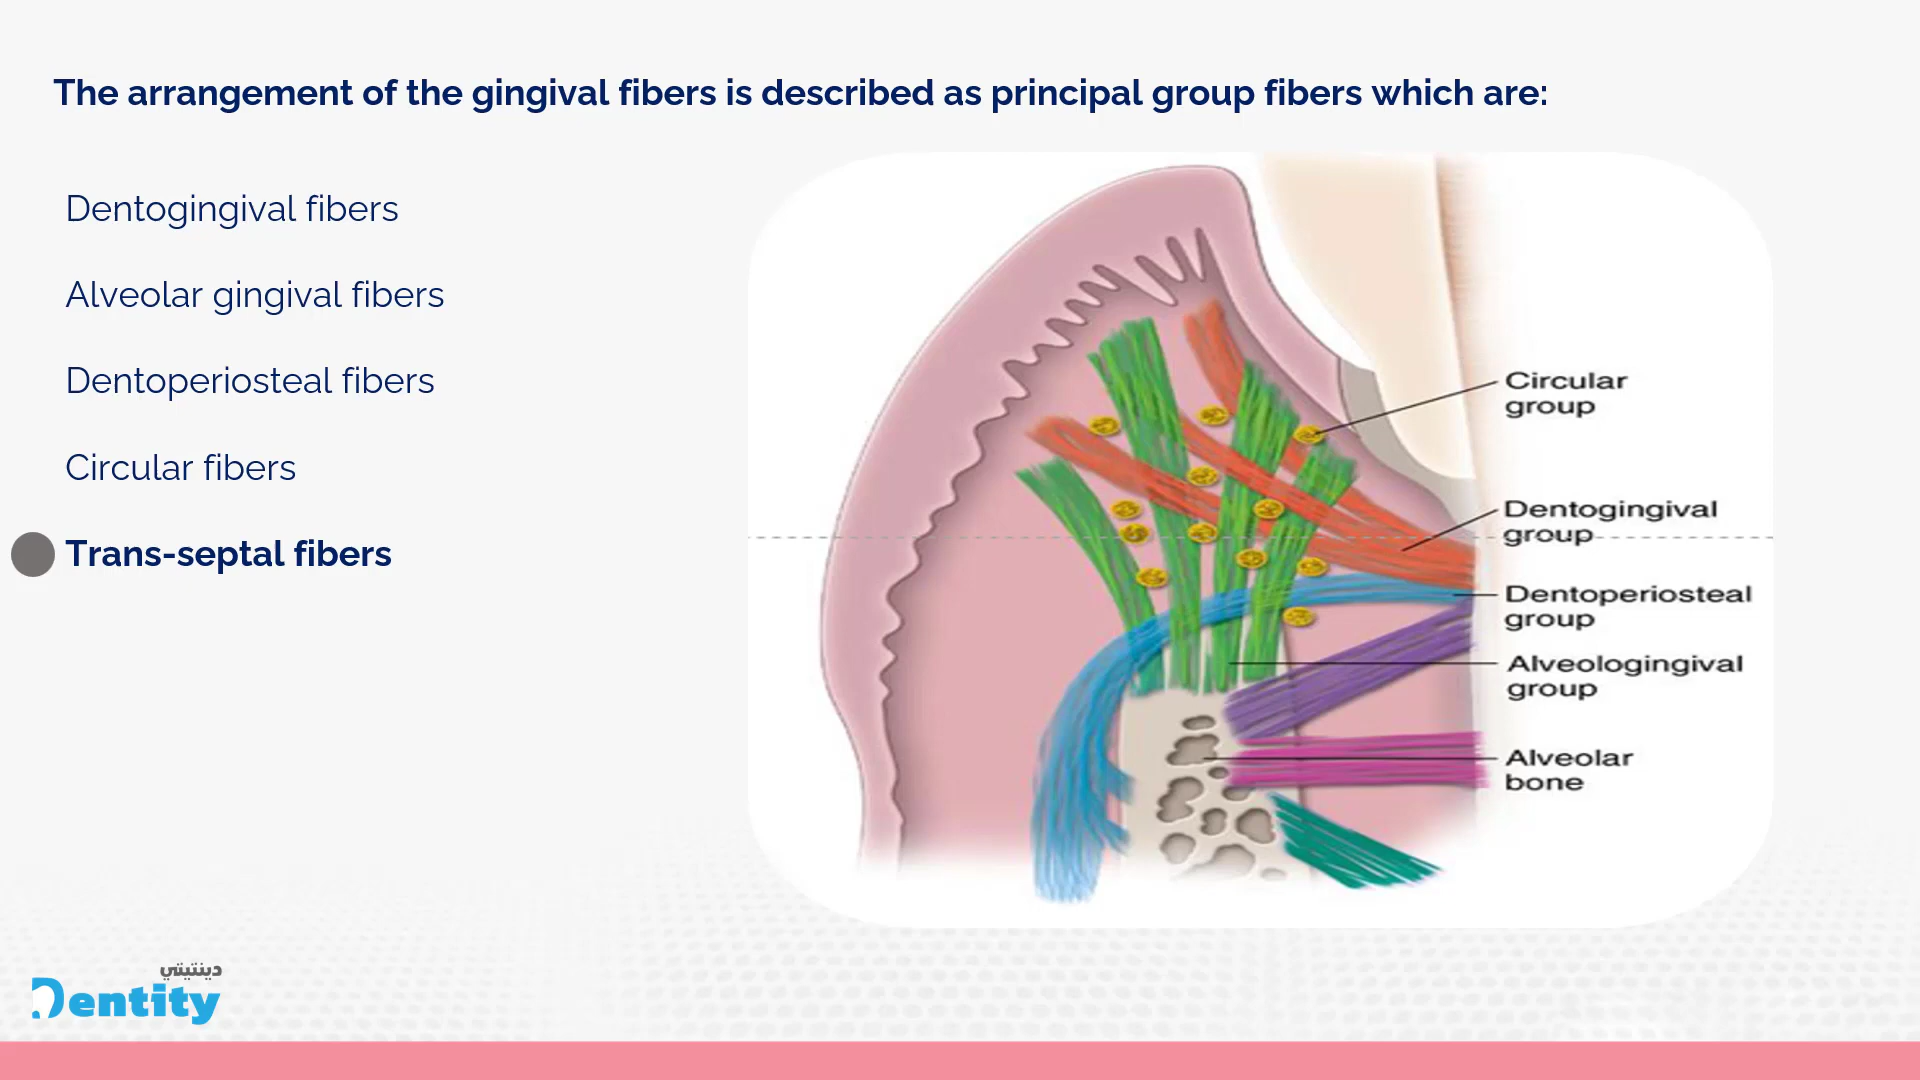 The arrangement of the gingival fibers is described as principal group fibers which are:
Dentogingival fibers
Alveolar gingival fibers
Dentoperiosteal fibers
Circular fibers
Trans-septal fibers
Circular
group
Dentogingival
group
Dentoperiosteal
group
Alveologingival
group
Alveolar
bone
دينتيتي
Dentity